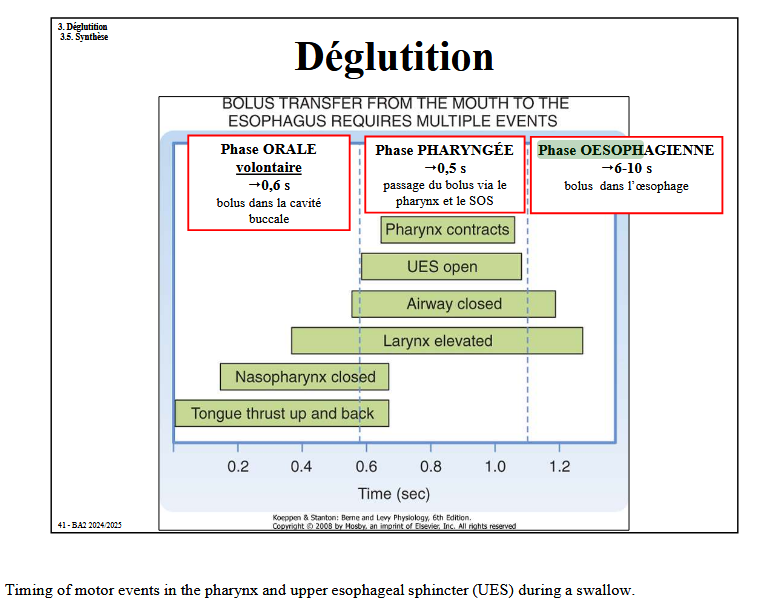 3. Déglutition
3.5. Synthèse
Déglutition
BOLUS TRANSFER FROM THE MOUTH TO THE
ESOPHAGUS REQUIRES MULTIPLE EVENTS
Phase ORALE
volontaire
→0,6 s
bolus dans la cavité
buccale
Phase PHARYNGÉE
→0,5 s
passage du bolus via le
pharynx et le SOS
Phase OESOPHAGIENNE
→6-10 s
bolus dans l'œsophage
Pharynx contracts
UES open
Airway closed
Larynx elevated
Nasopharynx closed
Tongue thrust up and back
0.2 0.4 0.6 0.8 1.0 1.2
Time (sec)
Koeppen & Stanton: Berne and Levy Physiology, 6th Edition.
Copyright © 2008 by Mosby, an imprint of Elsevier, Inc. All rights reserved
41 - BA2 2024/2025
Timing of motor events in the pharynx and upper esophageal sphincter (UES) during a swallow.